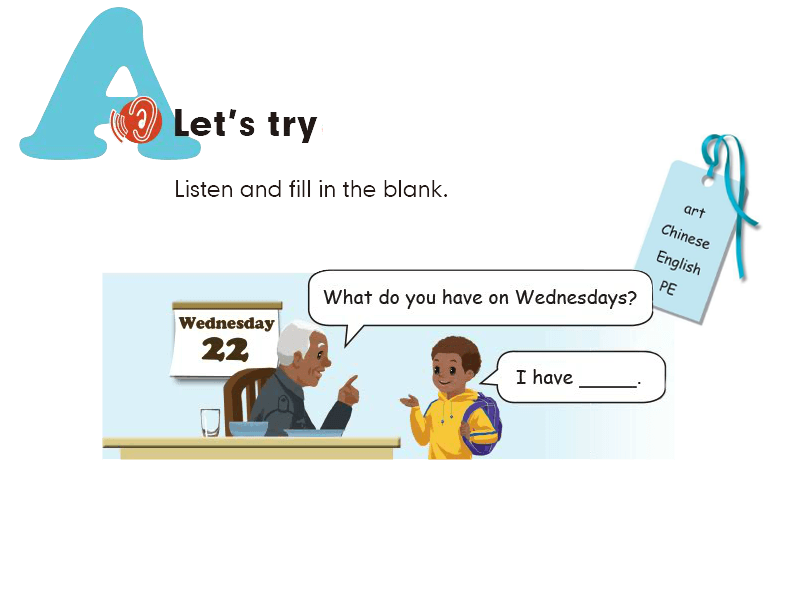 A
Let's try
Listen and fill in the blank.
art
Chinese
English
PE
What do you have on Wednesdays?
Wednesday
22
I have _____.